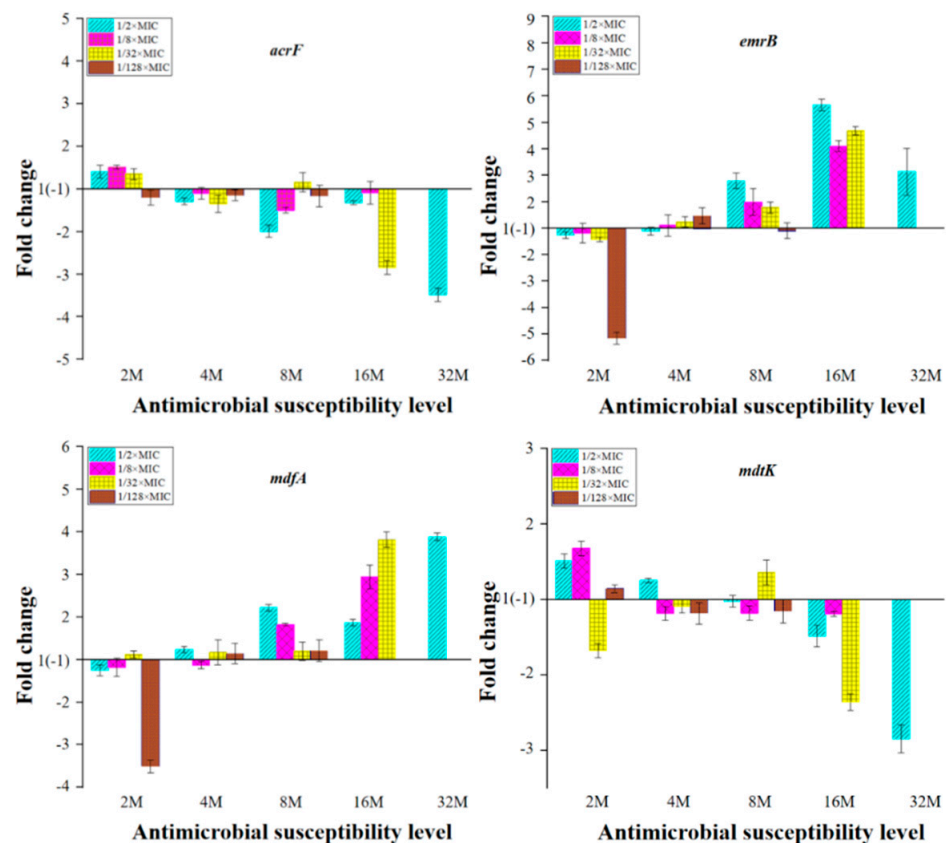 5
4
3
2
1(-1)
-2
-3
-4
-5
Fold change
1/2×MIC
1/8×MIC
1/32×MIC
1/128×MIC
acrF
2M
4M
8M
16M
32M
Antimicrobial susceptibility level
9
8
7
6
5
4
3
2
1(-1)
-2
-3
-4
-5
-6
Fold change
1/2×MIC
1/8×MIC
1/32×MIC
1/128×MIC
emrB
2M
4M
8M
16M
32M
Antimicrobial susceptibility level
6
5
4
3
2
1(-1)
-2
-3
-4
Fold change
1/2×MIC
1/8×MIC
1/32×MIC
1/128×MIC
mdfA
2M
4M
8M
16M
32M
Antimicrobial susceptibility level
3
2
01(-1)
-2
-3
Fold change
1/2×MIC
1/8×MIC
1/32×MIC
1/128×MIC
mdtK
2M
4M
8M
16M
32M
Antimicrobial susceptibility level